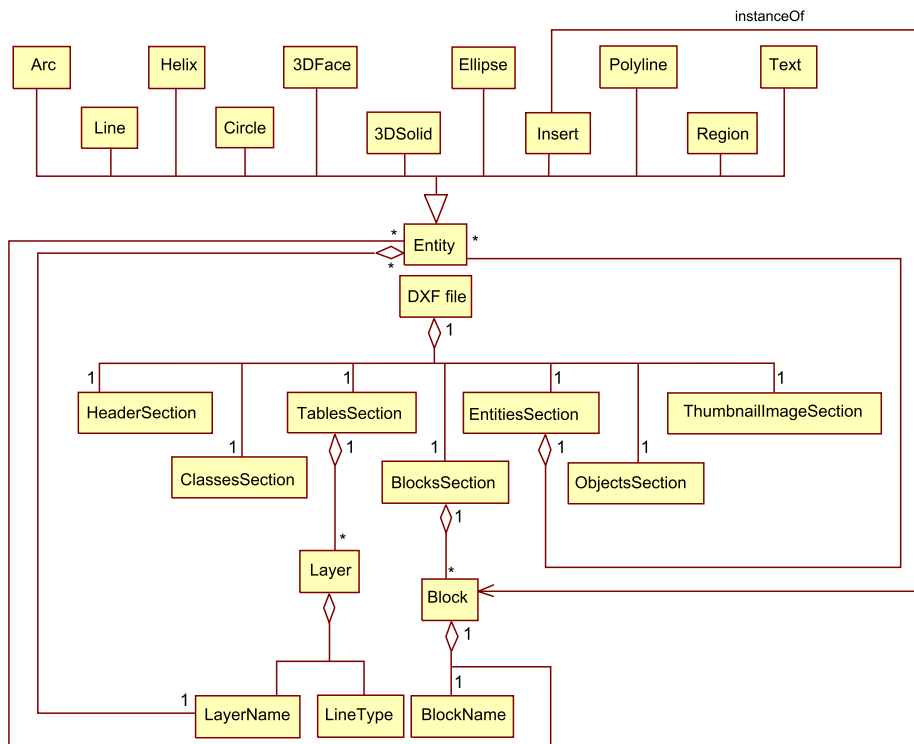 instanceOf
Arc
Helix
3DFace
Ellipse
Polyline
Text
Line
Circle
3DSolid
Insert
Region
*
*
Entity
*
DXF file
1
1
1
1
1
1
HeaderSection
TablesSection
EntitiesSection
ThumbnailImageSection
1
1
1
1
1
1
ClassesSection
BlocksSection
ObjectsSection
1
*
Layer
*
Block
1
1
1
LayerName
LineType
BlockName